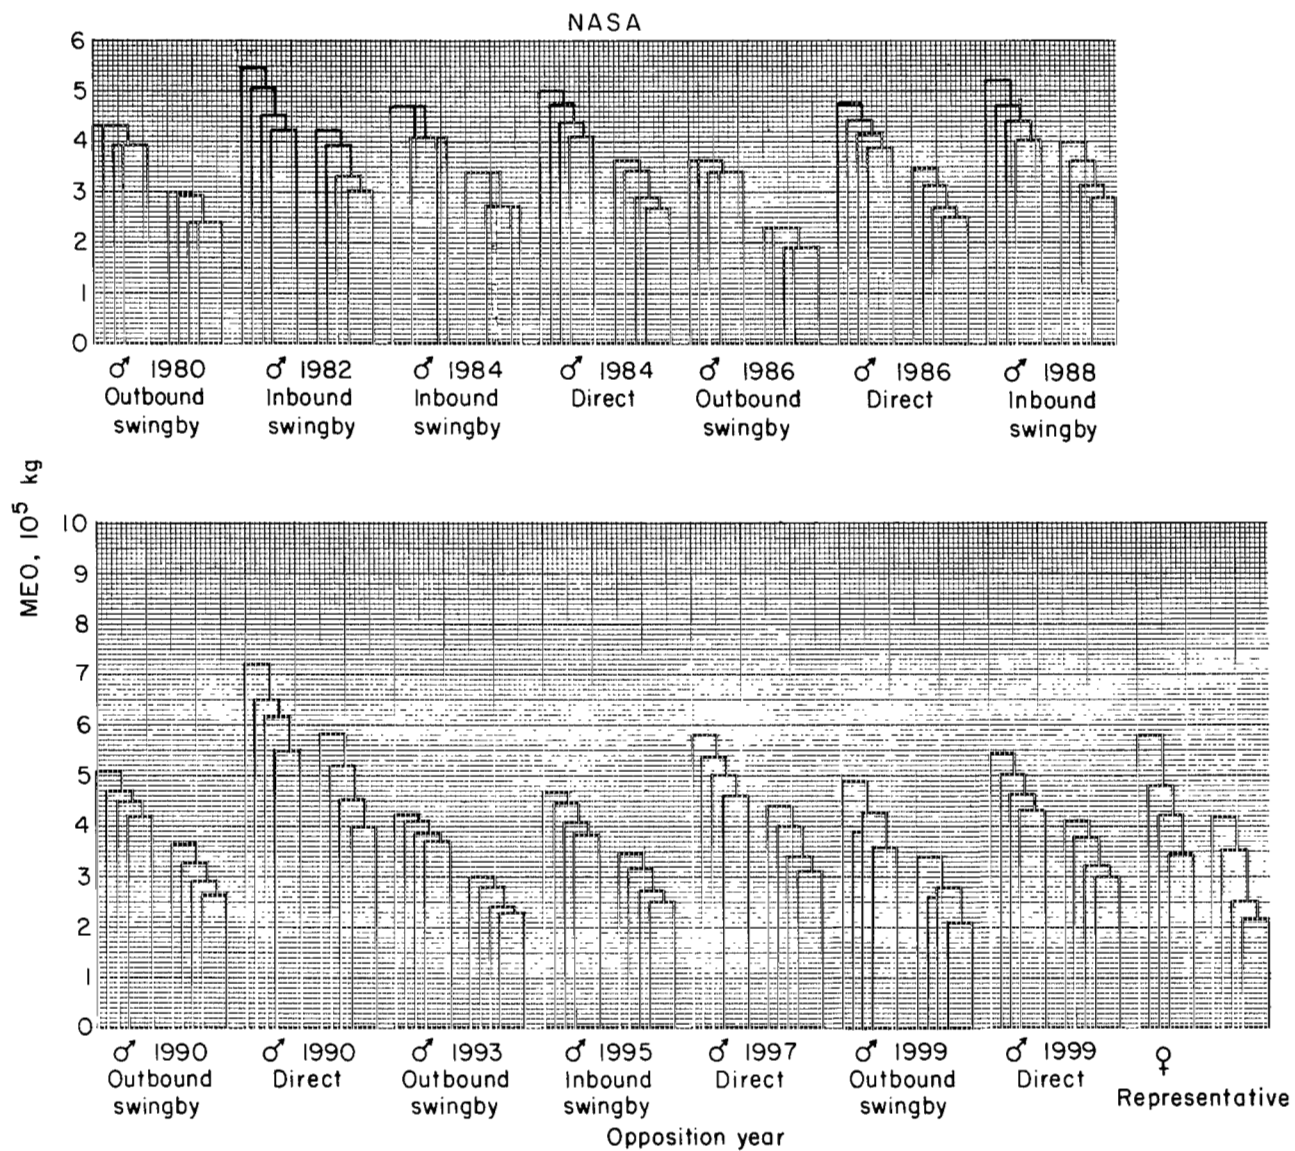 NASA
6
5
4
3
2
1
0
♂ 1980 ♂ 1982 ♂ 1984 ♂ 1984 ♂ 1986 ♂ 1986 ♂ 1988
Outbound Inbound Inbound Direct Outbound Direct Inbound
swingby swingby swingby swingby swingby
MEO, 10⁵ kg
10
9
8
7
6
5
4
3
2
1
0
♂ 1990 ♂ 1990 ♂ 1993 ♂ 1995 ♂ 1997 ♂ 1999 ♂ 1999 ♀
Outbound Direct Outbound Inbound Direct Outbound Direct Representative
swingby swingby swingby swingby
Opposition year